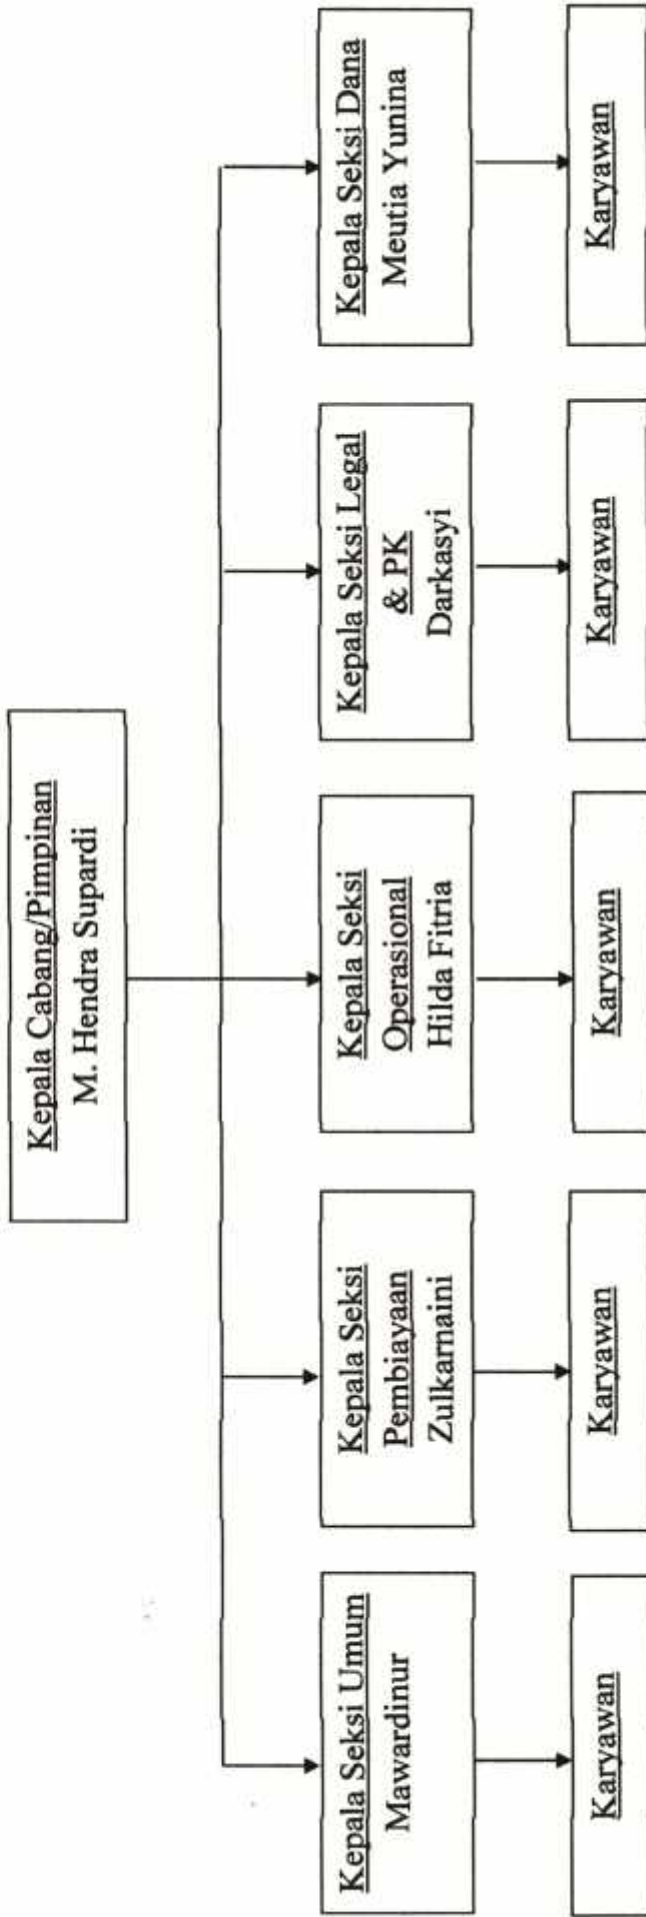 Kepala Cabang/Pimpinan
M. Hendra Supardi
Kepala Seksi Umum
Mawardinur
Kepala Seksi
Pembiayaan
Zulkarnaini
Kepala Seksi
Operasional
Hilda Fitria
Kepala Seksi Legal
& PK
Darkasyi
Kepala Seksi Dana
Meutia Yunina
Karyawan
Karyawan
Karyawan
Karyawan
Karyawan